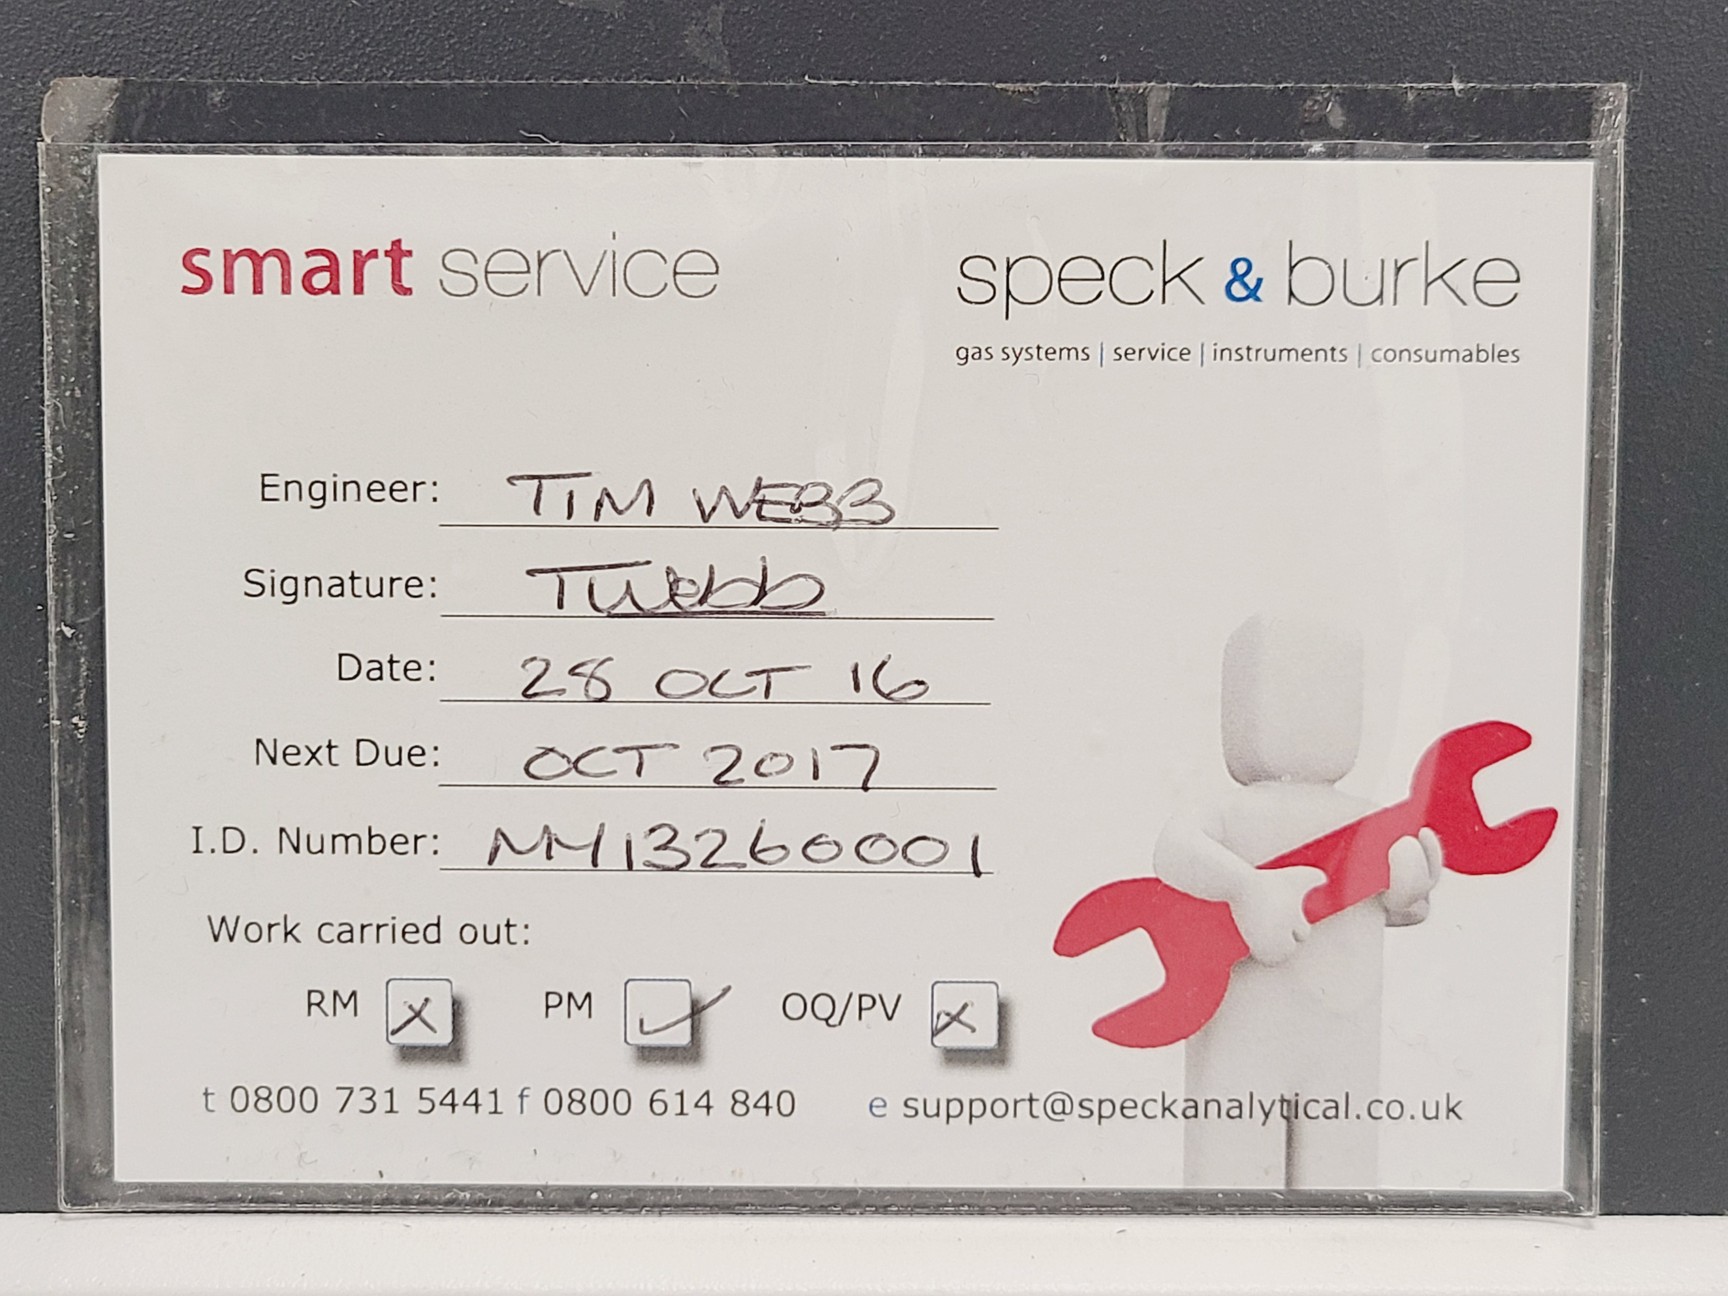 smart service
speck & burke
gas systems | service | instruments | consumables
Engineer: TIM WEBB
Signature: TWebb
Date: 28 OCT 16
Next Due: OCT 2017
I.D. Number: MY13260001
Work carried out:
RM x PM ✓ OQ/PV x
t 0800 731 5441 f 0800 614 840 e support@speckanalytical.co.uk